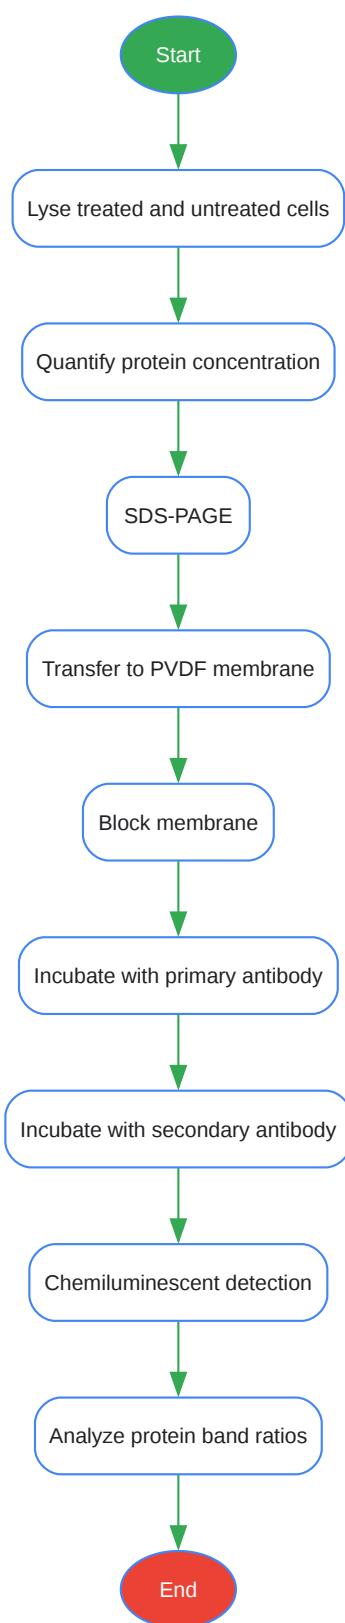 Start
Lyse treated and untreated cells
Quantify protein concentration
SDS-PAGE
Transfer to PVDF membrane
Block membrane
Incubate with primary antibody
Incubate with secondary antibody
Chemiluminescent detection
Analyze protein band ratios
End